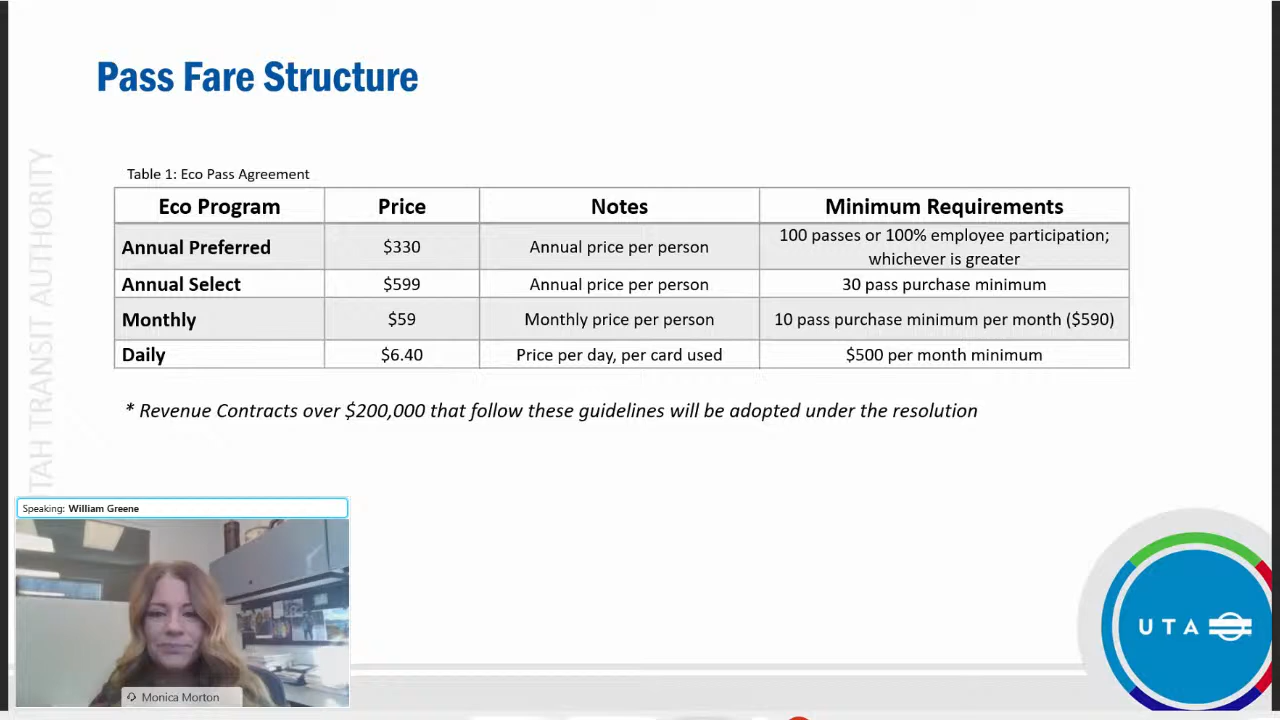 Pass Fare Structure
UTAH TRANSIT AUTHORITY
Table 1: Eco Pass Agreement
Eco Program Price Notes Minimum Requirements
Annual Preferred $330 Annual price per person 100 passes or 100% employee participation;
whichever is greater
Annual Select $599 Annual price per person 30 pass purchase minimum
Monthly $59 Monthly price per person 10 pass purchase minimum per month ($590)
Daily $6.40 Price per day, per card used $500 per month minimum
* Revenue Contracts over $200,000 that follow these guidelines will be adopted under the resolution
Speaking: William Greene
Monica Morton
UTA